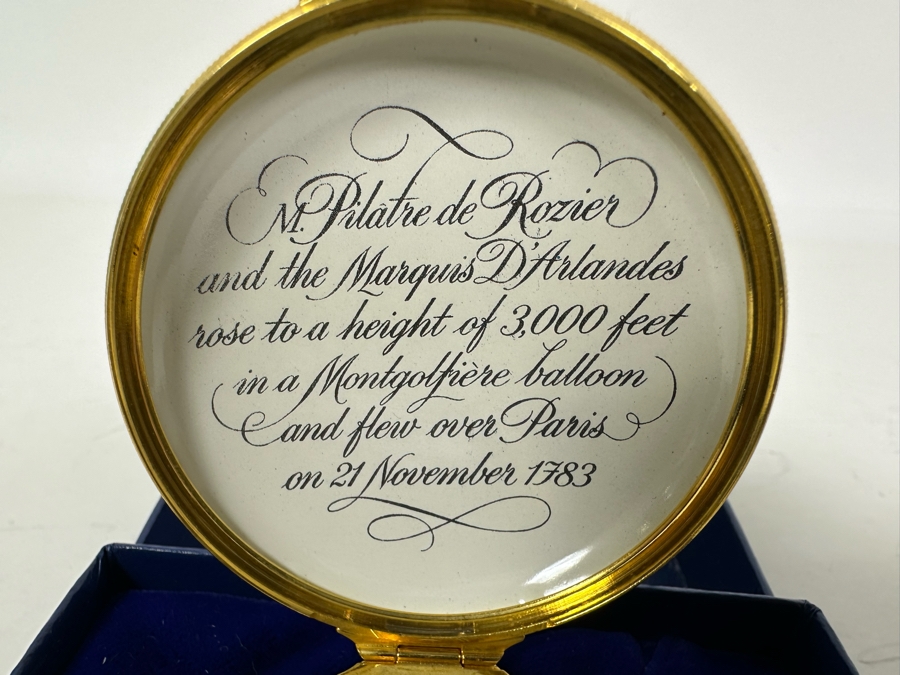 M. Pilâtre de Rozier
and the Marquis D'Arlandes
rose to a height of 3,000 feet
in a Montgolfière balloon
and flew over Paris
on 21 November 1783